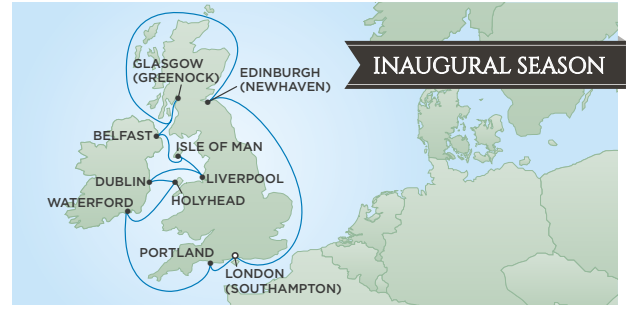 GLASGOW
(GREENOCK)
EDINBURGH
(NEWHAVEN)
INAUGURAL SEASON
BELFAST
ISLE OF MAN
DUBLIN
LIVERPOOL
WATERFORD
HOLYHEAD
PORTLAND
LONDON
(SOUTHAMPTON)